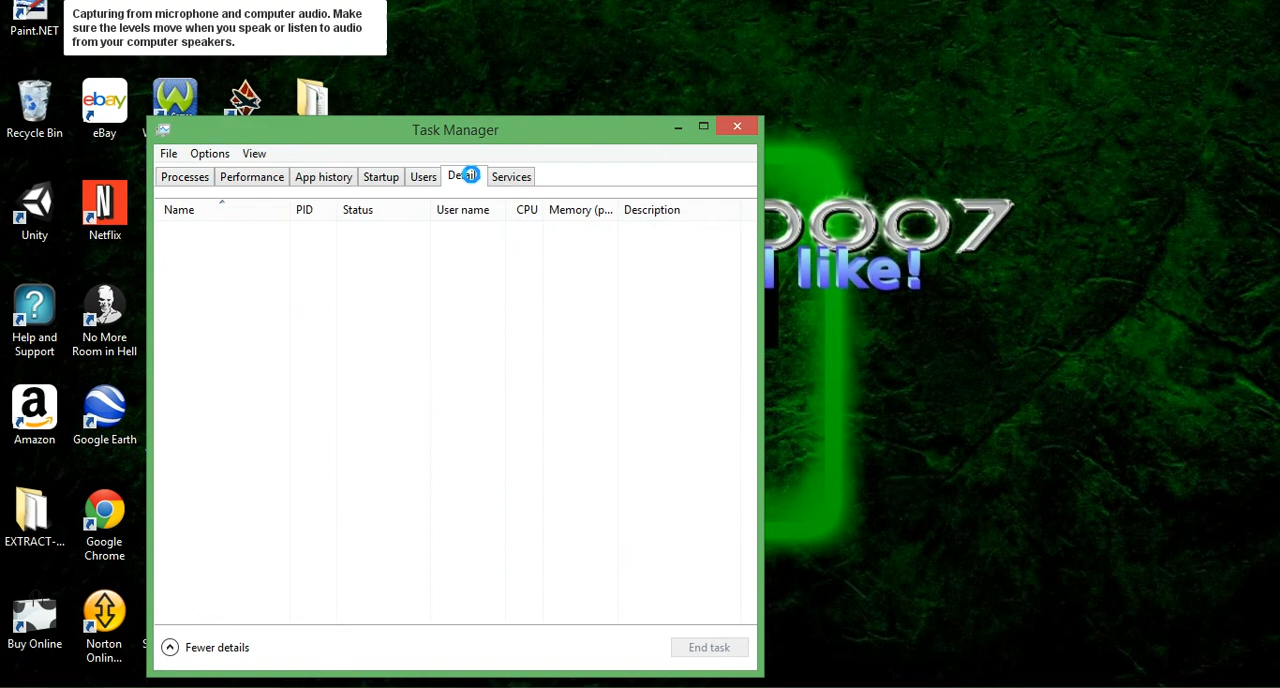 Paint.NET
Capturing from microphone and computer audio. Make
sure the levels move when you speak or listen to audio
from your computer speakers.
ebay
Recycle Bin
eBay
Task Manager
File Options View
Processes Performance App history Startup Users Details Services
Name PID Status User name CPU Memory (p... Description
007
like!
N
Unity
Netflix
?
Help and
Support
No More
Room in Hell
a
Amazon
Google Earth
EXTRACT-...
Google
Chrome
Buy Online
Norton
Onlin...
Fewer details
End task